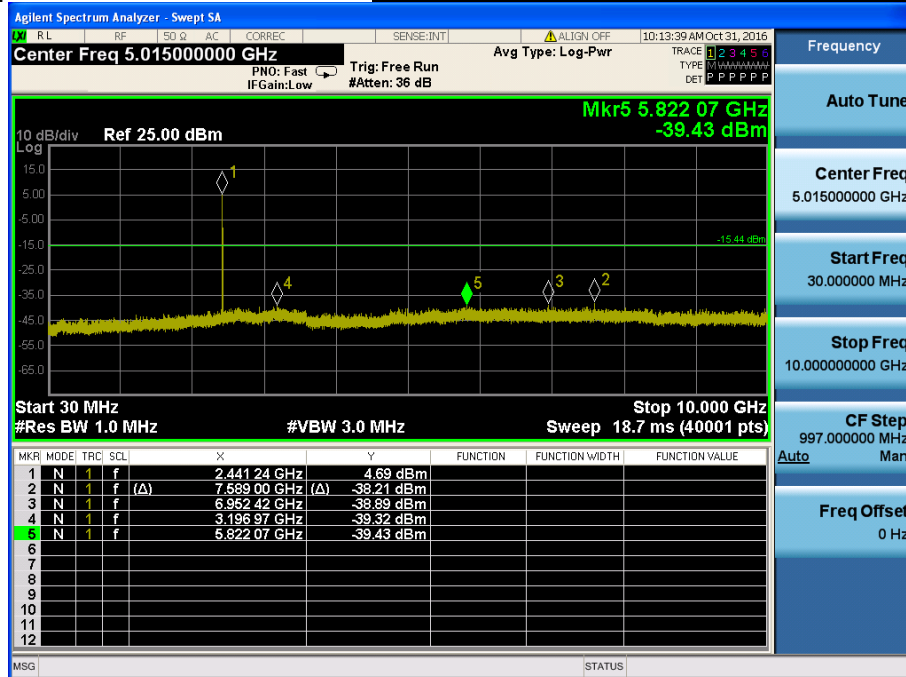 Agilent Spectrum Analyzer - Swept SA
LXI RL RF 50 Ω AC CORREC SENSE:INT ALIGN OFF 10:13:39 AM Oct 31, 2016
Center Freq 5.015000000 GHz
PNO: Fast
IFGain:Low
Trig: Free Run
#Atten: 36 dB
Avg Type: Log-Pwr
TRACE 1 2 3 4 5 6
TYPE M
DET P P P P P P
Frequency
Auto Tune
Center Freq
5.015000000 GHz
Start Freq
30.000000 MHz
Stop Freq
10.000000000 GHz
CF Step
997.000000 MHz
Auto Man
Freq Offset
0 Hz
Mkr5 5.822 07 GHz
-39.43 dBm
10 dB/div Ref 25.00 dBm
Log
15.0
5.00
-5.00
-15.0
-25.0
-35.0
-45.0
-55.0
-65.0
1
-15.44 dBm
4
5
3
2
Start 30 MHz Stop 10.000 GHz
#Res BW 1.0 MHz #VBW 3.0 MHz Sweep 18.7 ms (40001 pts)
MKR MODE TRC SCL X Y FUNCTION FUNCTION WIDTH FUNCTION VALUE
1 N 1 f 2.441 24 GHz 4.69 dBm
2 N 1 f (Δ) 7.589 00 GHz (Δ) -38.21 dBm
3 N 1 f 6.952 42 GHz -38.89 dBm
4 N 1 f 3.196 97 GHz -39.32 dBm
5 N 1 f 5.822 07 GHz -39.43 dBm
6
7
8
9
10
11
12
MSG STATUS